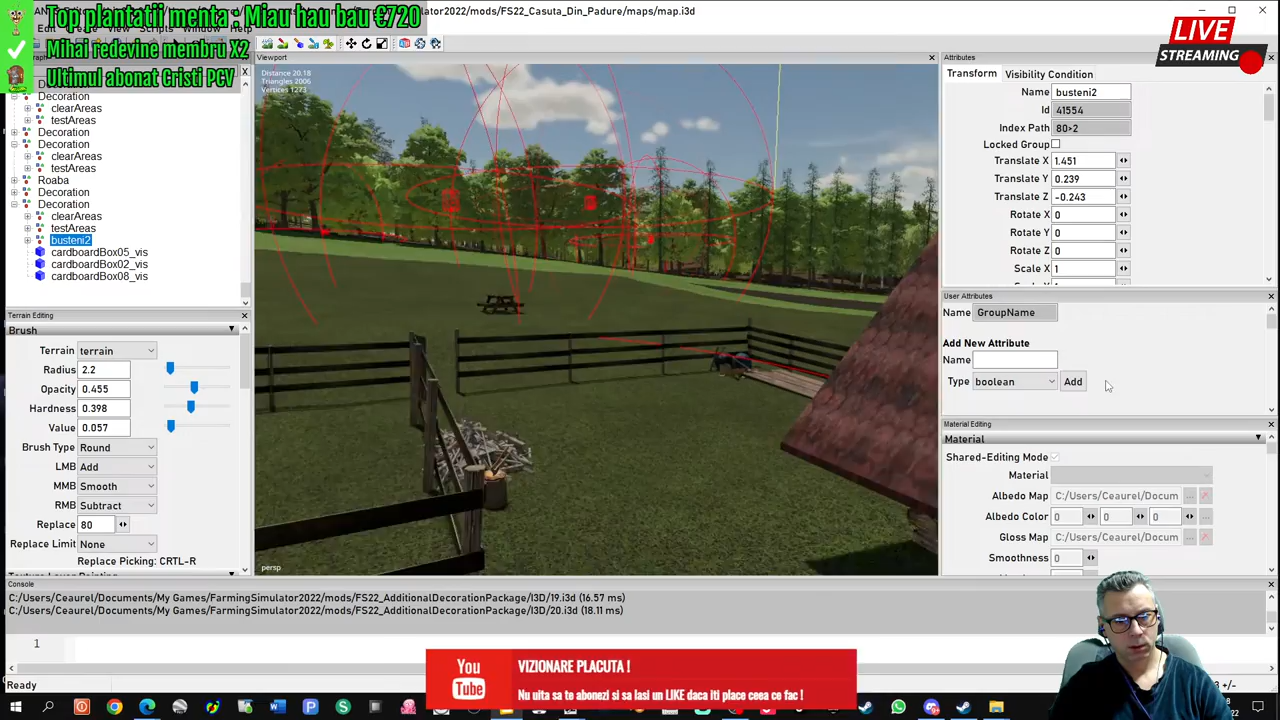 Top plantatii menta : Miau hau bau €720
Mihai redevine membru X2
Ultimul abonat Cristi PCV
ulator2022/mods/FS22_Casuta_Din_Padure/maps/map.i3d
LIVE
STREAMING
Viewport
Distance 20.18
Triangles 2006
Vertices 1273
persp
Decoration
clearAreas
testAreas
Decoration
Decoration
clearAreas
testAreas
Roaba
Decoration
Decoration
clearAreas
testAreas
busteni2
cardboardBox05_vis
cardboardBox02_vis
cardboardBox08_vis
Terrain Editing
Brush
Terrain terrain
Radius 2.2
Opacity 0.455
Hardness 0.398
Value 0.057
Brush Type Round
LMB Add
MMB Smooth
RMB Subtract
Replace 80
Replace Limit None
Replace Picking: CRTL-R
Attributes
Transform Visibility Condition
Name busteni2
Id 41554
Index Path 80>2
Locked Group
Translate X 1.451
Translate Y 0.239
Translate Z -0.243
Rotate X 0
Rotate Y 0
Rotate Z 0
Scale X 1
User Attributes
Name GroupName
Add New Attribute
Name
Type boolean Add
Material Editing
Material
Shared-Editing Mode
Material
Albedo Map C:/Users/Ceaurel/Docum ...
Albedo Color 0 0 0 ...
Gloss Map C:/Users/Ceaurel/Docum ...
Smoothness 0
Console
C:/Users/Ceaurel/Documents/My Games/FarmingSimulator2022/mods/FS22_AdditionalDecorationPackage/I3D/19.i3d (16.57 ms)
C:/Users/Ceaurel/Documents/My Games/FarmingSimulator2022/mods/FS22_AdditionalDecorationPackage/I3D/20.i3d (18.11 ms)
1
Ready
You
Tube
VIZIONARE PLACUTA !
Nu uita sa te abonezi si sa lasi un LIKE daca iti place ceea ce fac !